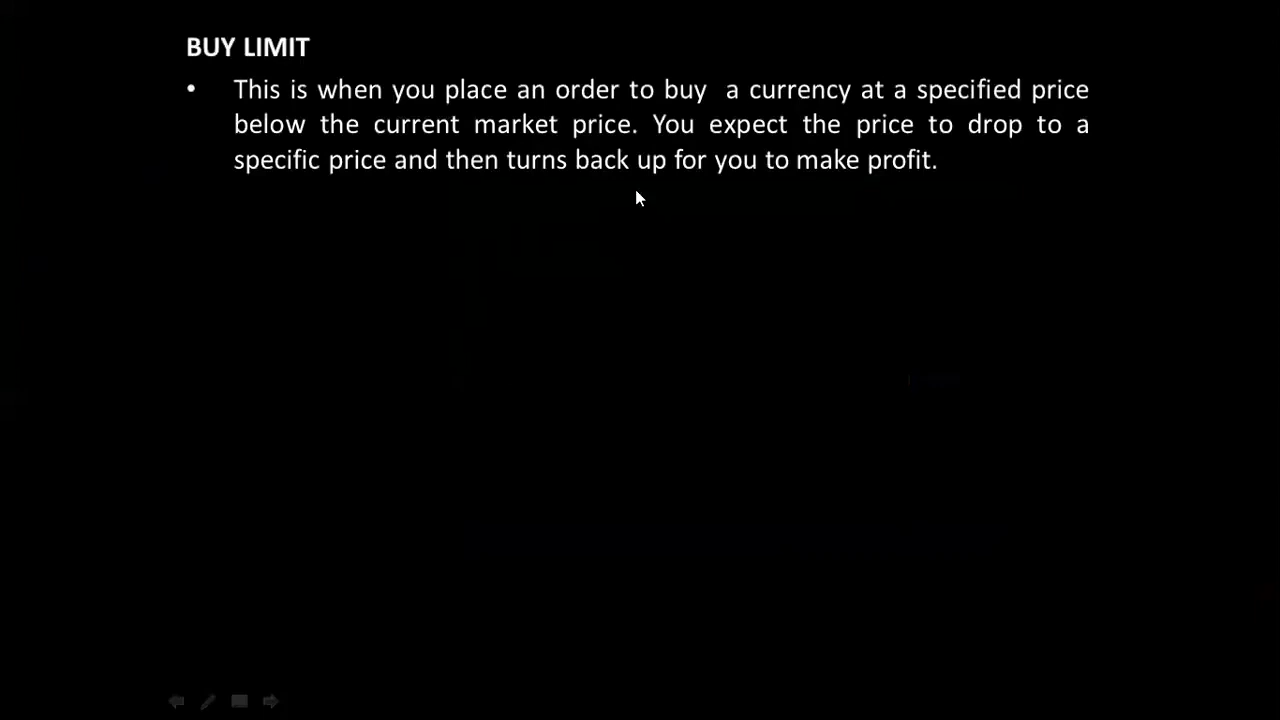 BUY LIMIT
• This is when you place an order to buy a currency at a specified price
below the current market price. You expect the price to drop to a
specific price and then turns back up for you to make profit.